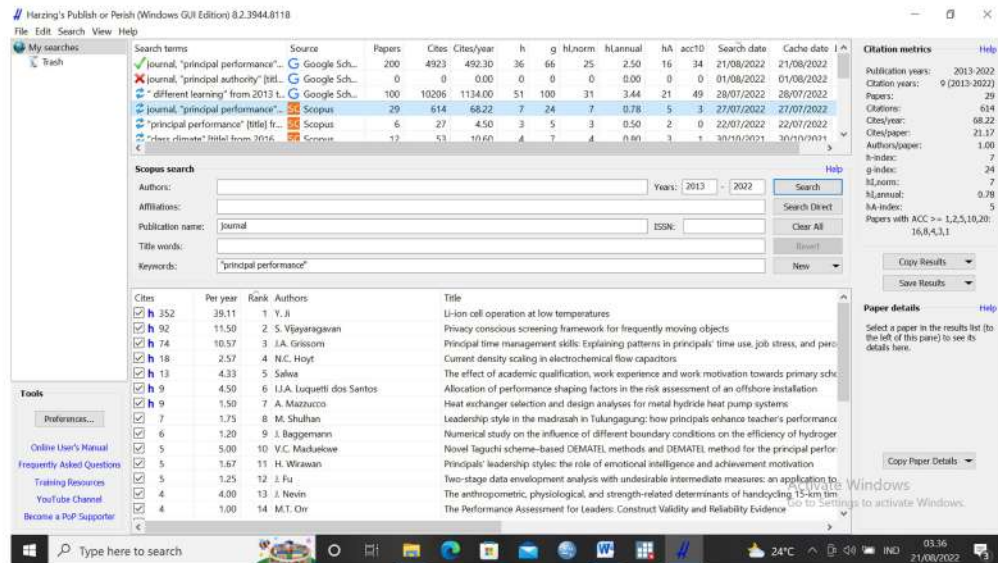 Harzing's Publish or Perish (Windows GUI Edition) 8.2.3944.8118
File Edit Search View Help
My searches
Trash
Search terms Source Papers Cites Cites/year h g hI,norm hI,annual hA acc10 Search date Cache date
journal, "principal performance"... Google Sch... 200 4923 492.30 36 66 25 2.50 16 34 21/08/2022 21/08/2022
journal, "principal authority" [titl... Google Sch... 0 0 0.00 0 0 0 0.00 0 0 01/08/2022 01/08/2022
" different learning" from 2013 t... Google Sch... 100 10206 1134.00 51 100 31 3.44 21 49 28/07/2022 28/07/2022
journal, "principal performance"... Scopus 29 614 68.22 7 24 7 0.78 5 3 27/07/2022 27/07/2022
"principal performance" [title] fr... Scopus 6 27 4.50 3 5 3 0.50 2 0 22/07/2022 22/07/2022
"class climate" [title] from 2016 Scopus 12 53 10.60 4 7 4 0.80 3 1 30/10/2021 30/10/2021
Scopus search Help
Authors: Years: 2013 - 2022 Search
Affiliations: Search Direct
Publication name: journal ISSN: Clear All
Title words: Revert
Keywords: "principal performance" New
Cites Per year Rank Authors Title
h 352 39.11 1 Y. Ji Li-ion cell operation at low temperatures
h 92 11.50 2 S. Vijayaragavan Privacy conscious screening framework for frequently moving objects
h 74 10.57 3 J.A. Grissom Principal time management skills: Explaining patterns in principals' time use, job stress, and perc
h 18 2.57 4 N.C. Hoyt Current density scaling in electrochemical flow capacitors
h 13 4.33 5 Salwa The effect of academic qualification, work experience and work motivation towards primary scho
h 9 4.50 6 I.J.A. Luquetti dos Santos Allocation of performance shaping factors in the risk assessment of an offshore installation
h 9 1.50 7 A. Mazzucco Heat exchanger selection and design analyses for metal hydride heat pump systems
7 1.75 8 M. Shulhan Leadership style in the madrasah in Tulungagung: how principals enhance teacher's performance
6 1.20 9 J. Baggemann Numerical study on the influence of different boundary conditions on the efficiency of hydroger
5 5.00 10 V.C. Maduekwe Novel Taguchi scheme–based DEMATEL methods and DEMATEL method for the principal perfor
5 1.67 11 H. Wirawan Principals' leadership styles: the role of emotional intelligence and achievement motivation
5 1.25 12 J. Fu Two-stage data envelopment analysis with undesirable intermediate measures: an application to
4 4.00 13 J. Nevin The anthropometric, physiological, and strength-related determinants of handcycling 15-km tim
4 1.00 14 M.T. Orr The Performance Assessment for Leaders: Construct Validity and Reliability Evidence
Tools
Preferences...
Online User's Manual
Frequently Asked Questions
Training Resources
YouTube Channel
Become a PoP Supporter
Citation metrics Help
Publication years: 2013-2022
Citation years: 9 (2013-2022)
Papers: 29
Citations: 614
Cites/year: 68.22
Cites/paper: 21.17
Authors/paper: 1.00
h-index: 7
g-index: 24
hI,norm: 7
hI,annual: 0.78
hA-index: 5
Papers with ACC >= 1,2,5,10,20:
16,8,4,3,1
Copy Results
Save Results
Paper details Help
Select a paper in the results list (to
the left of this pane) to see its
details here.
Copy Paper Details
Activate Windows
Go to Settings to activate Windows.
Type here to search
24°C IND 03.36
21/08/2022